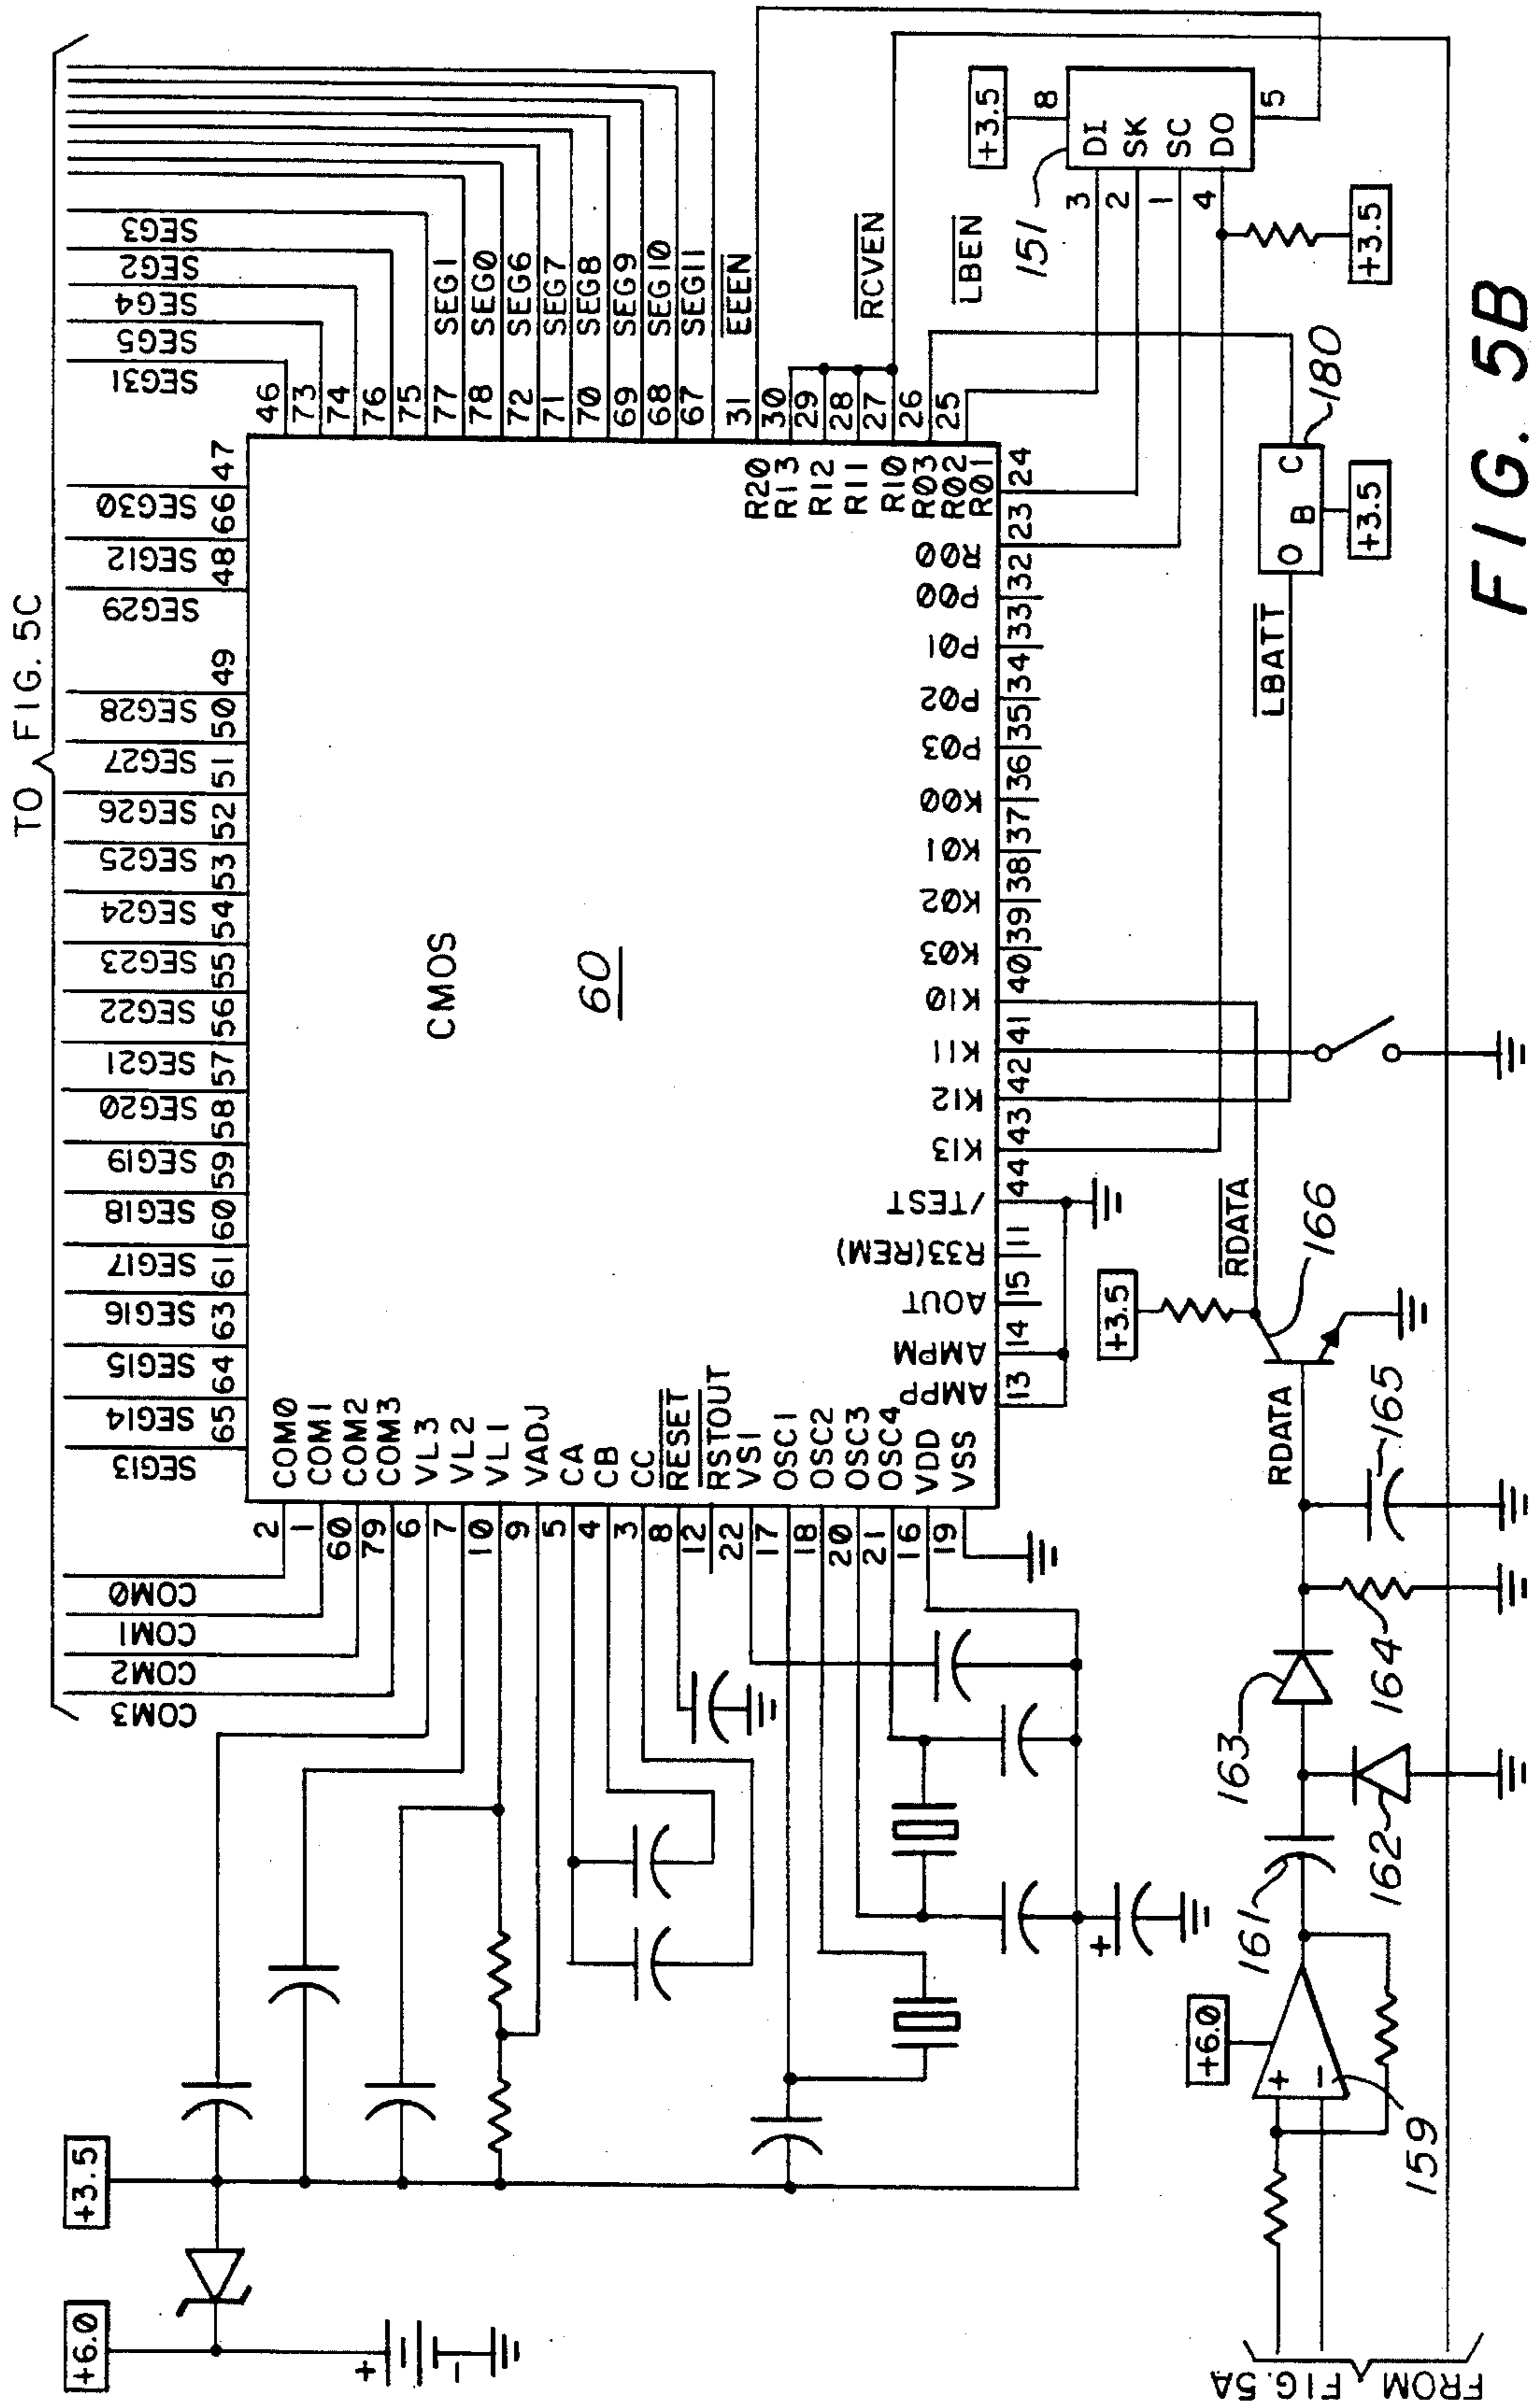 TO FIG. 5C
SEG31
SEG5
SEG4
SEG2
SEG3
46
73
74
76
75
77 SEG1
78 SEG0
72 SEG6
71 SEG7
70 SEG8
69 SEG9
68 SEG10
67 SEG11
31 EEEN
30
29
28
27 RCVEN
26
25 LBEN
R20
R13
R12
R11
R10
R03
R02
R01
47 SEG30
66 SEG12
48 SEG29
49 SEG28
50 SEG27
51 SEG26
52 SEG25
53 SEG24
54 SEG23
55 SEG22
56 SEG21
57 SEG20
58 SEG19
59 SEG18
60 SEG17
61 SEG16
63 SEG15
64 SEG14
65 SEG13
CMOS
60
24
23 R00
32 P00
33 P01
34 P02
35 P03
36 K00
37 K01
38 K02
39 K03
40 K10
41 K11
42 K12
43 K13
44 /TEST
11 R33(REM)
15 AOUT
14 AMPM
13 AMPP
COM0 2 COM0
COM1 1 COM1
COM2 60 COM2
COM3 79 COM3
VL3 6
VL2 7
VL1 10
VADJ 9
CA 5
CB 4
CC 3
RESET 8
RSTOUT 12
VS1 22
OSC1 17
OSC2 18
OSC3 20
OSC4 21
VDD 16
VSS 19
+3.5
8
151
3 DI
2 SK
1 SC
4 DO
5
+3.5
180
O B C
+3.5
LBATT
RDATA
+3.5
166
RDATA
165
164
163
162
161
+6.0
+
−
159
+
+3.5
+6.0
+
−
FROM FIG. 5A
FIG. 5B